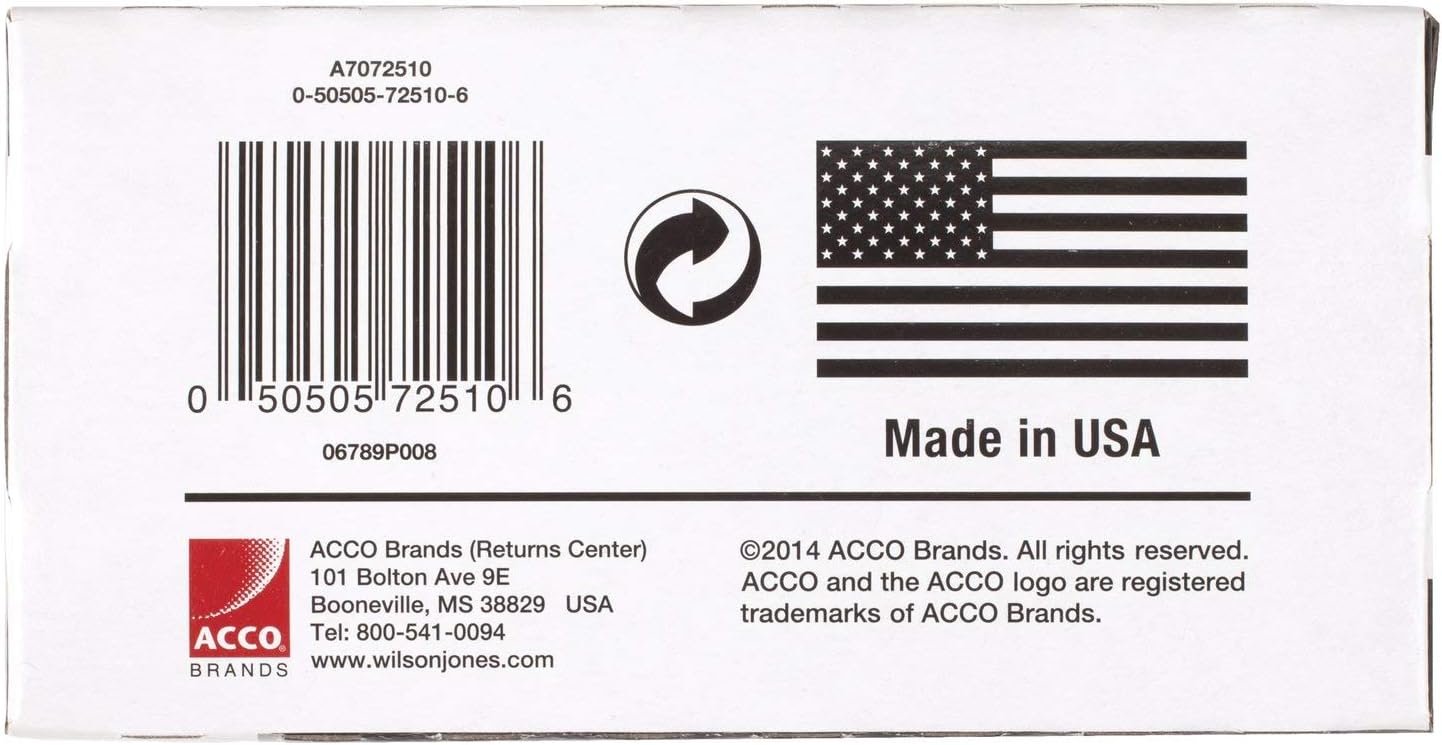 A7072510
0-50505-72510-6
0 50505 72510 6
06789P008
Made in USA
ACCO®
BRANDS
ACCO Brands (Returns Center)
101 Bolton Ave 9E
Booneville, MS 38829 USA
Tel: 800-541-0094
www.wilsonjones.com
©2014 ACCO Brands. All rights reserved.
ACCO and the ACCO logo are registered
trademarks of ACCO Brands.